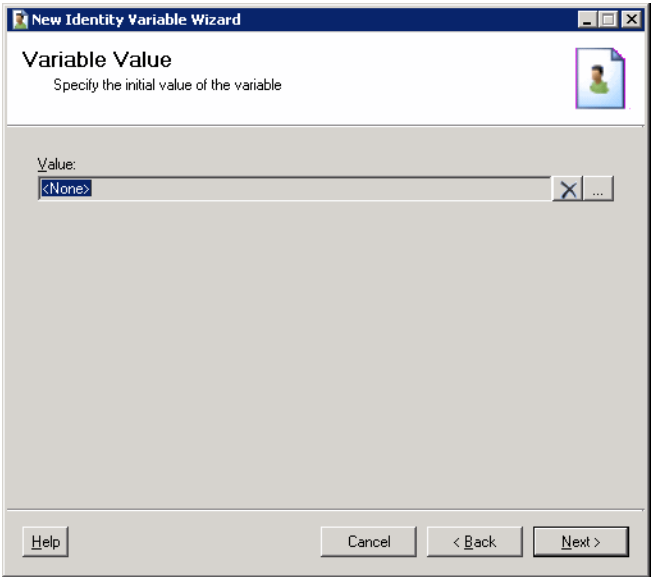 New Identity Variable Wizard
Variable Value
Specify the initial value of the variable
Value:
<None>
...
Help
Cancel
< Back
Next >